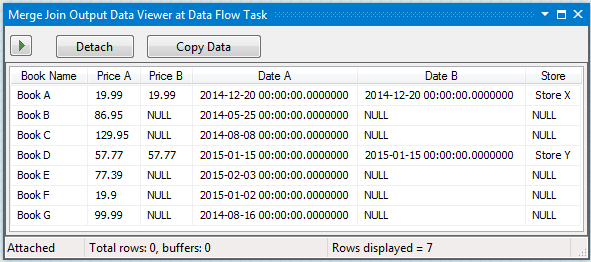 Merge Join Output Data Viewer at Data Flow Task
Detach Copy Data
Book Name Price A Price B Date A Date B Store
Book A 19.99 19.99 2014-12-20 00:00:00.0000000 2014-12-20 00:00:00.0000000 Store X
Book B 86.95 NULL 2014-05-25 00:00:00.0000000 NULL NULL
Book C 129.95 NULL 2014-08-08 00:00:00.0000000 NULL NULL
Book D 57.77 57.77 2015-01-15 00:00:00.0000000 2015-01-15 00:00:00.0000000 Store Y
Book E 77.39 NULL 2015-02-03 00:00:00.0000000 NULL NULL
Book F 19.9 NULL 2015-01-02 00:00:00.0000000 NULL NULL
Book G 99.99 NULL 2014-08-16 00:00:00.0000000 NULL NULL
Attached Total rows: 0, buffers: 0 Rows displayed = 7